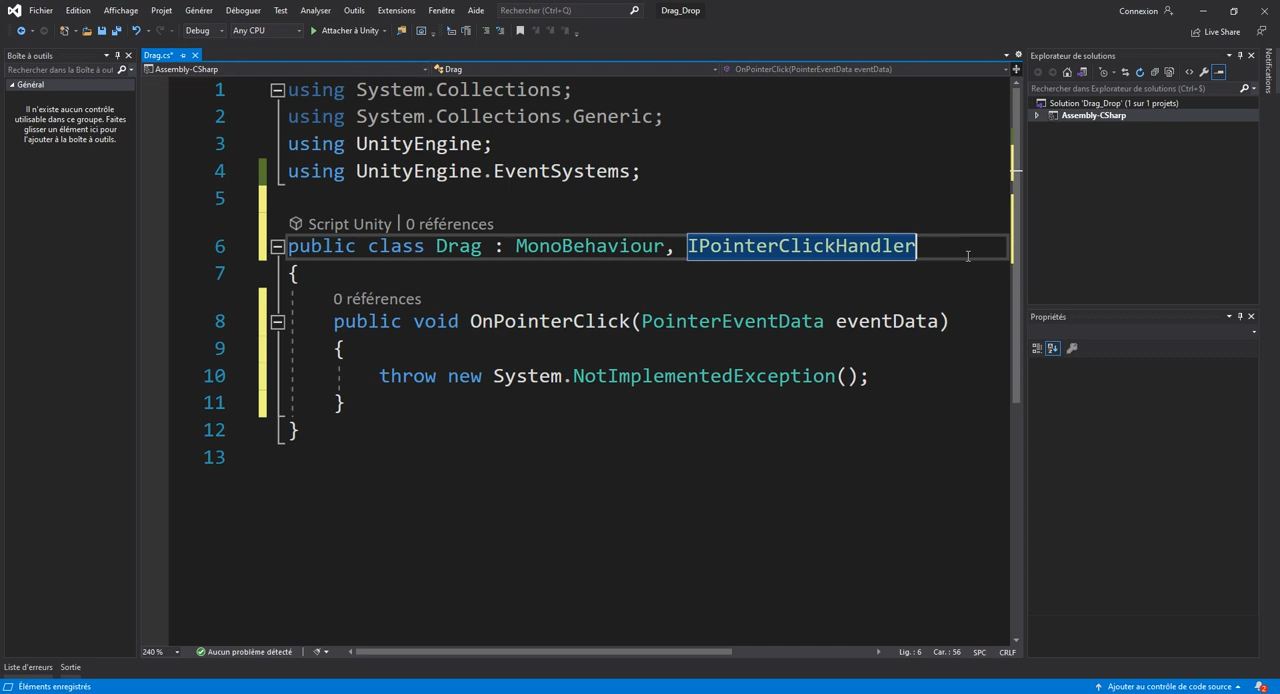 Fichier Edition Affichage Projet Générer Déboguer Test Analyser Outils Extensions Fenêtre Aide Rechercher (Ctrl+Q) Drag_Drop Connexion
Debug Any CPU Attacher à Unity Live Share
Boîte à outils
Rechercher dans la Boîte à out
Général
Il n'existe aucun contrôle
utilisable dans ce groupe. Faites
glisser un élément ici pour
l'ajouter à la boîte à outils.
Drag.cs*
Assembly-CSharp Drag OnPointerClick(PointerEventData eventData)
1 using System.Collections;
2 using System.Collections.Generic;
3 using UnityEngine;
4 using UnityEngine.EventSystems;
5
Script Unity | 0 références
6 public class Drag : MonoBehaviour, IPointerClickHandler
7 {
0 références
8 public void OnPointerClick(PointerEventData eventData)
9 {
10 throw new System.NotImplementedException();
11 }
12 }
13
240 % Aucun problème détecté Lig. : 6 Car. : 56 SPC CRLF
Explorateur de solutions
Rechercher dans Explorateur de solutions (Ctrl+$)
Solution 'Drag_Drop' (1 sur 1 projets)
Assembly-CSharp
Propriétés
Notifications
Liste d'erreurs Sortie
Éléments enregistrés Ajouter au contrôle de code source 2